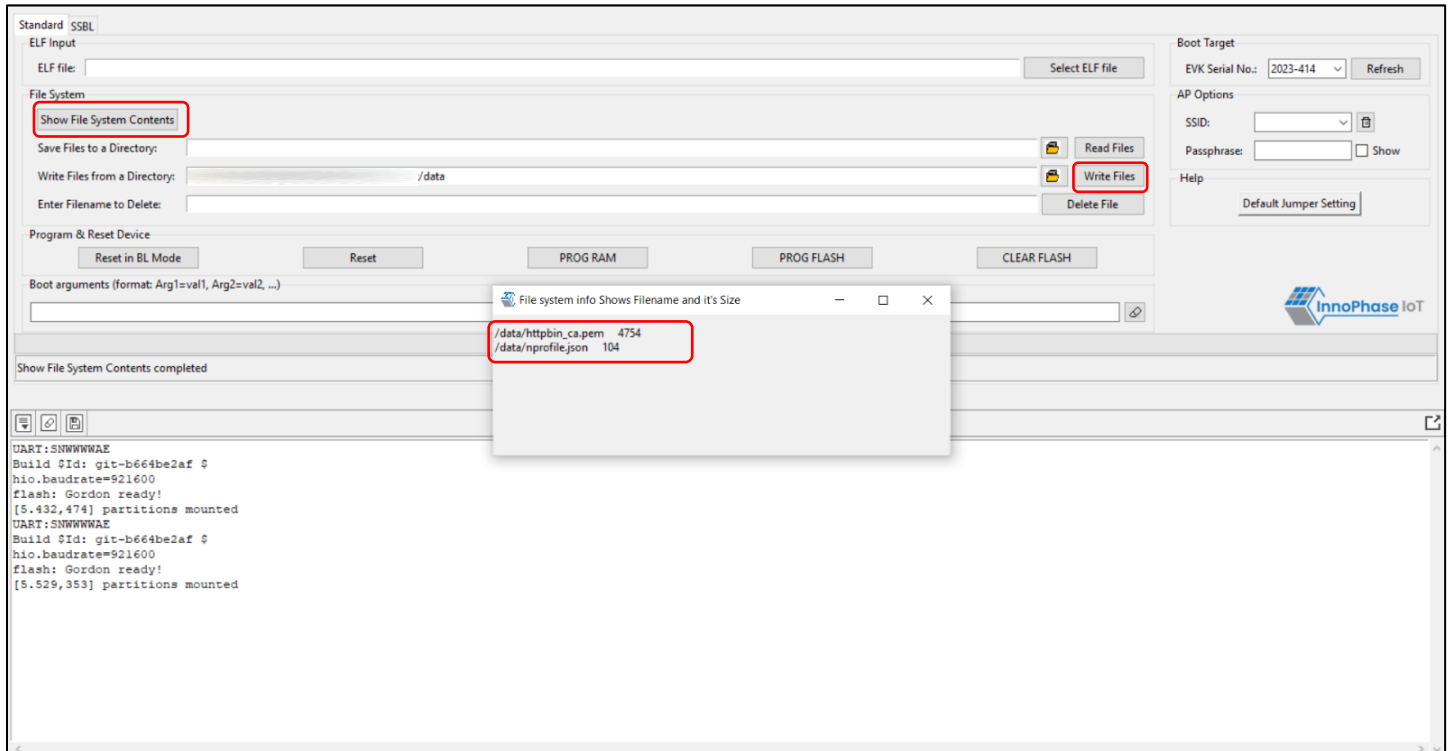 Standard SSBL
ELF Input
ELF file: Select ELF file
File System
Show File System Contents
Save Files to a Directory: Read Files
Write Files from a Directory: /data Write Files
Enter Filename to Delete: Delete File
Program & Reset Device
Reset in BL Mode Reset PROG RAM PROG FLASH CLEAR FLASH
Boot arguments (format: Arg1=val1, Arg2=val2, ...)
Boot Target
EVK Serial No.: 2023-414 Refresh
AP Options
SSID:
Passphrase: Show
Help
Default Jumper Setting
InnoPhase IoT
File system info Shows Filename and it's Size
/data/httpbin_ca.pem 4754
/data/nprofile.json 104
Show File System Contents completed
UART:SNWWWWAE
Build $Id: git-b664be2af $
hio.baudrate=921600
flash: Gordon ready!
[5.432,474] partitions mounted
UART:SNWWWWAE
Build $Id: git-b664be2af $
hio.baudrate=921600
flash: Gordon ready!
[5.529,353] partitions mounted